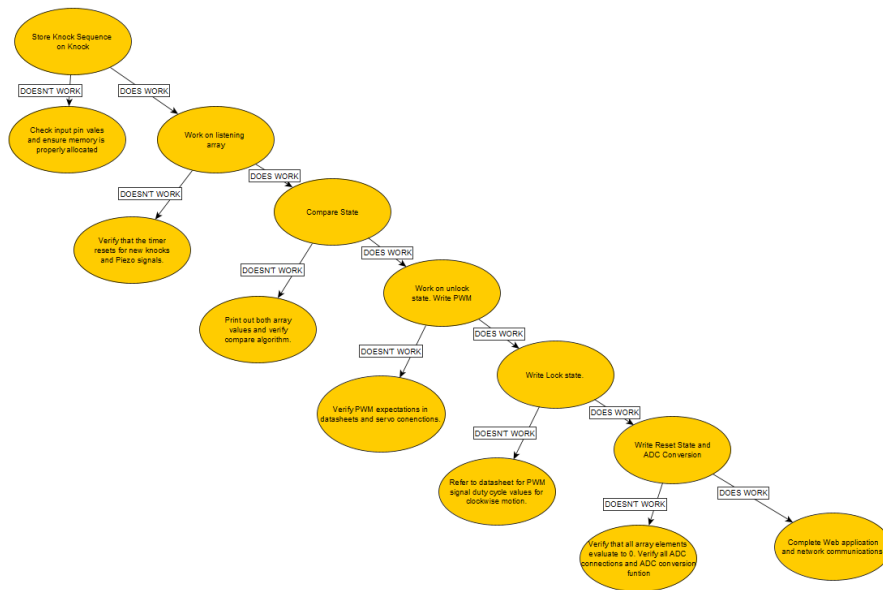 Store Knock Sequence
on Knock
DOESN'T WORK
DOES WORK
Check input pin vales
and ensure memory is
properly allocated
Work on listening
array
DOESN'T WORK
DOES WORK
Verify that the timer
resets for new knooks
and Piezo signals.
Compare State
DOESN'T WORK
DOES WORK
Print out both array
values and verify
compare algorithm.
Work on unlock
state. Write PWM
DOESN'T WORK
DOES WORK
Verify PWM expectations in
datasheets and servo conenctions.
Write Lock state.
DOESN'T WORK
DOES WORK
Refer to datasheet for PWM
signal duty cycle values for
clockwise motion.
Write Reset State and
ADC Conversion
DOESN'T WORK
DOES WORK
Verify that all array elements
evaluate to 0. Verify all ADC
connections and ADC conversion
funtion
Complete Web application
and network communications